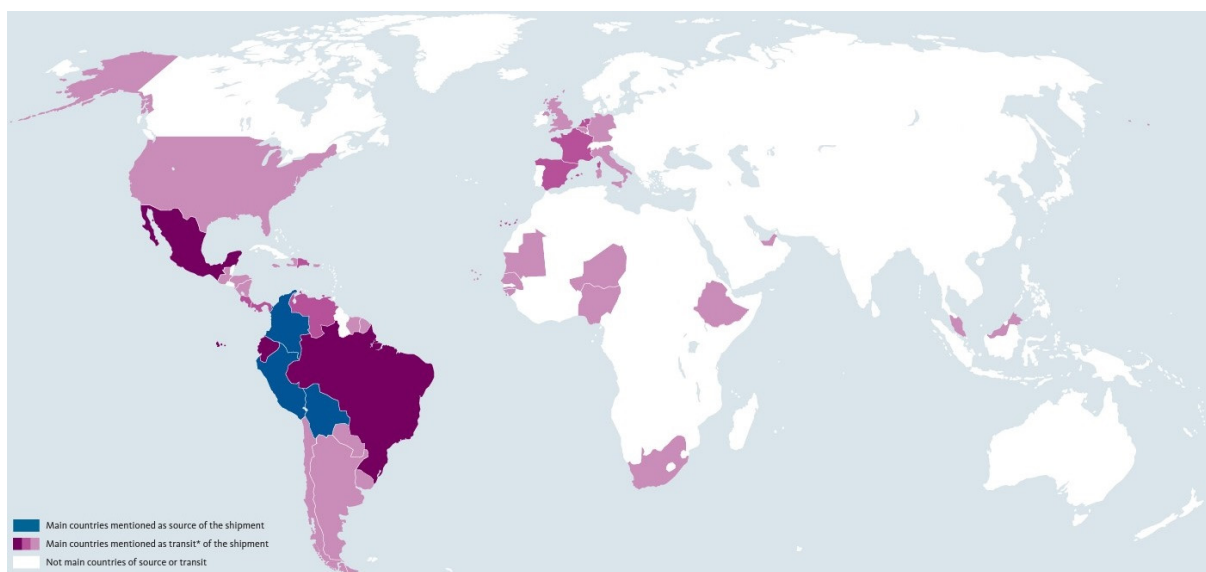 Main countries mentioned as source of the shipment
Main countries mentioned as transit* of the shipment
Not main countries of source or transit